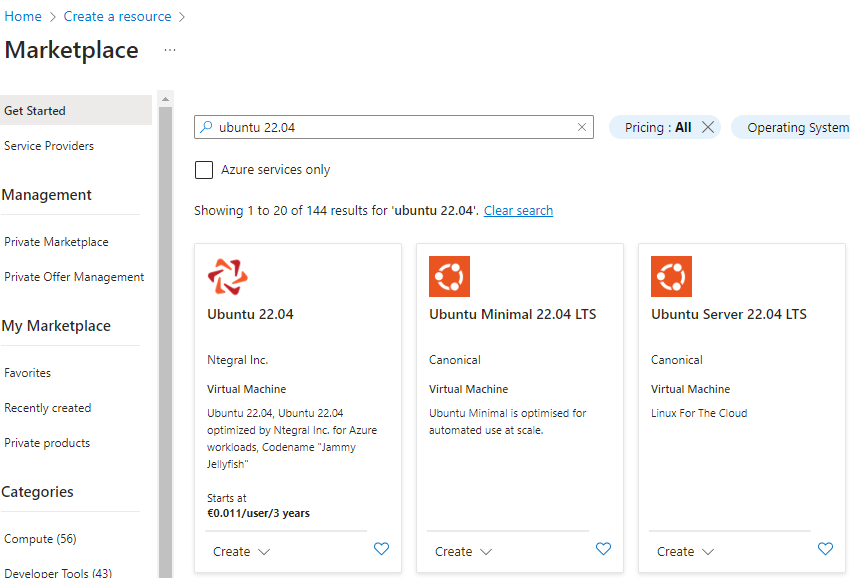 Home > Create a resource >
Marketplace ...
Get Started
Service Providers
Management
Private Marketplace
Private Offer Management
My Marketplace
Favorites
Recently created
Private products
Categories
Compute (56)
Developer Tools (43)
ubuntu 22.04
Pricing : All
Operating System
Azure services only
Showing 1 to 20 of 144 results for 'ubuntu 22.04'. Clear search
Ubuntu 22.04
Ntegral Inc.
Virtual Machine
Ubuntu 22.04, Ubuntu 22.04
optimized by Ntegral Inc. for Azure
workloads, Codename "Jammy
Jellyfish"
Starts at
€0.011/user/3 years
Create
Ubuntu Minimal 22.04 LTS
Canonical
Virtual Machine
Ubuntu Minimal is optimised for
automated use at scale.
Create
Ubuntu Server 22.04 LTS
Canonical
Virtual Machine
Linux For The Cloud
Create